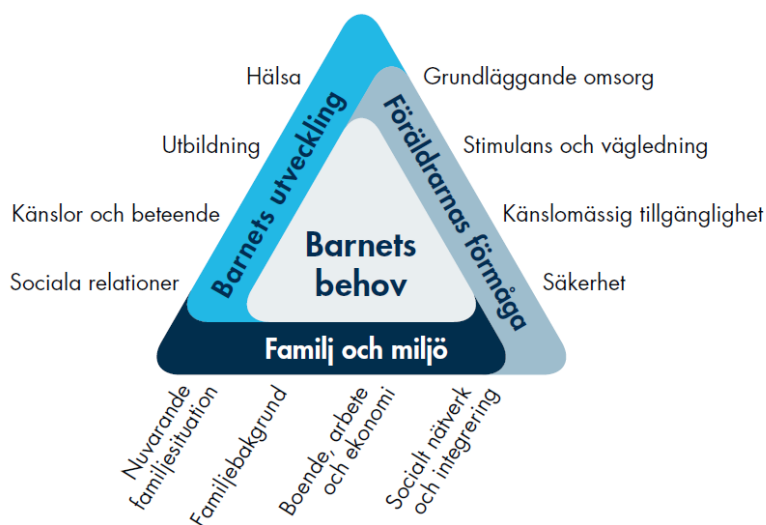 Hälsa
Utbildning
Känslor och beteende
Sociala relationer
Barnets utveckling
Grundläggande omsorg
Stimulans och vägledning
Känslomässig tillgänglighet
Säkerhet
Föräldrarnas förmåga
Barnets
behov
Familj och miljö
Nuvarande
familjesituation
Familjebakgrund
Boende, arbete
och ekonomi
Socialt nätverk
och integrering